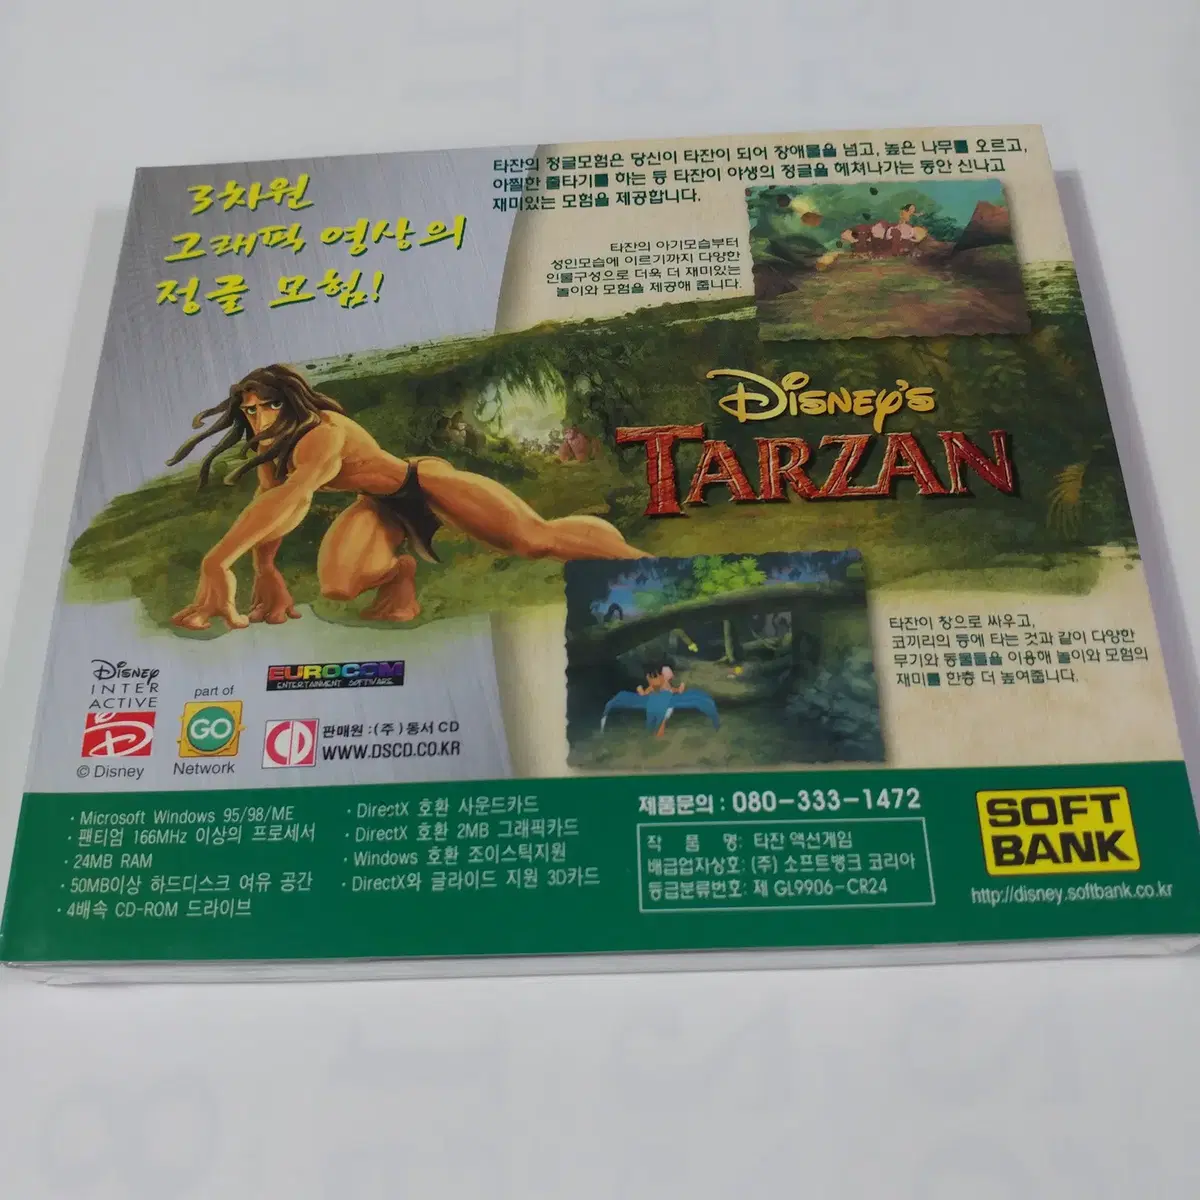 3차원
그래픽 영상의
정글 모험!
타잔의 정글모험은 당신이 타잔이 되어 장애물을 넘고, 높은 나무를 오르고,
아찔한 줄타기를 하는 등 타잔이 야생의 정글을 헤쳐나가는 동안 신나고
재미있는 모험을 제공합니다.
타잔의 아기모습부터
성인모습에 이르기까지 다양한
인물구성으로 더욱 더 재미있는
놀이와 모험을 제공해 줍니다.
DISNEY'S
TARZAN
타잔이 창으로 싸우고,
코끼리의 등에 타는 것과 같이 다양한
무기와 동물들을 이용해 놀이와 모험의
재미를 한층 더 높여줍니다.
DISNEY
INTER
ACTIVE
D
© Disney
part of
GO
Network
EUROCOM
ENTERTAINMENT SOFTWARE
CD
판매원 : (주) 동서 CD
WWW.DSCD.CO.KR
· Microsoft Windows 95/98/ME
· 팬티엄 166MHz 이상의 프로세서
· 24MB RAM
· 50MB이상 하드디스크 여유 공간
· 4배속 CD-ROM 드라이브
· DirectX 호환 사운드카드
· DirectX 호환 2MB 그래픽카드
· Windows 호환 조이스틱지원
· DirectX와 글라이드 지원 3D카드
제품문의 : 080-333-1472
작 품 명: 타잔 액션게임
배급업자상호: (주) 소프트뱅크 코리아
등급분류번호: 제 GL9906-CR24
SOFT
BANK
http://disney.softbank.co.kr